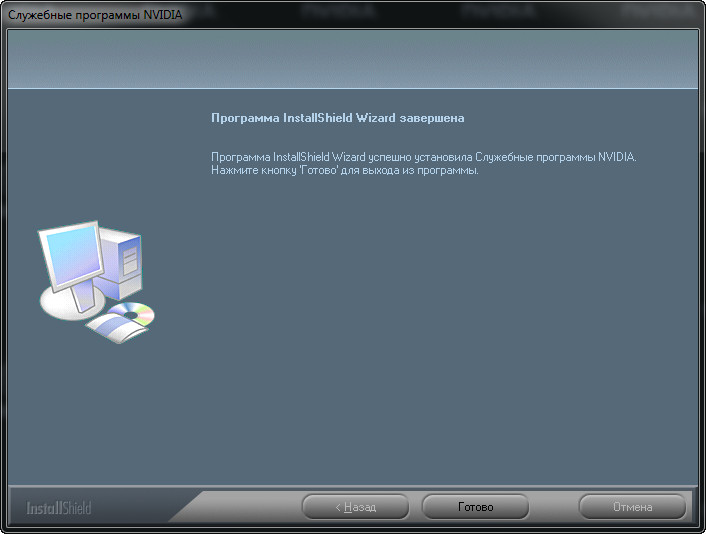 Служебные программы NVIDIA
Программа InstallShield Wizard завершена
Программа InstallShield Wizard успешно установила Служебные программы NVIDIA.
Нажмите кнопку 'Готово' для выхода из программы.
InstallShield
< Назад
Готово
Отмена